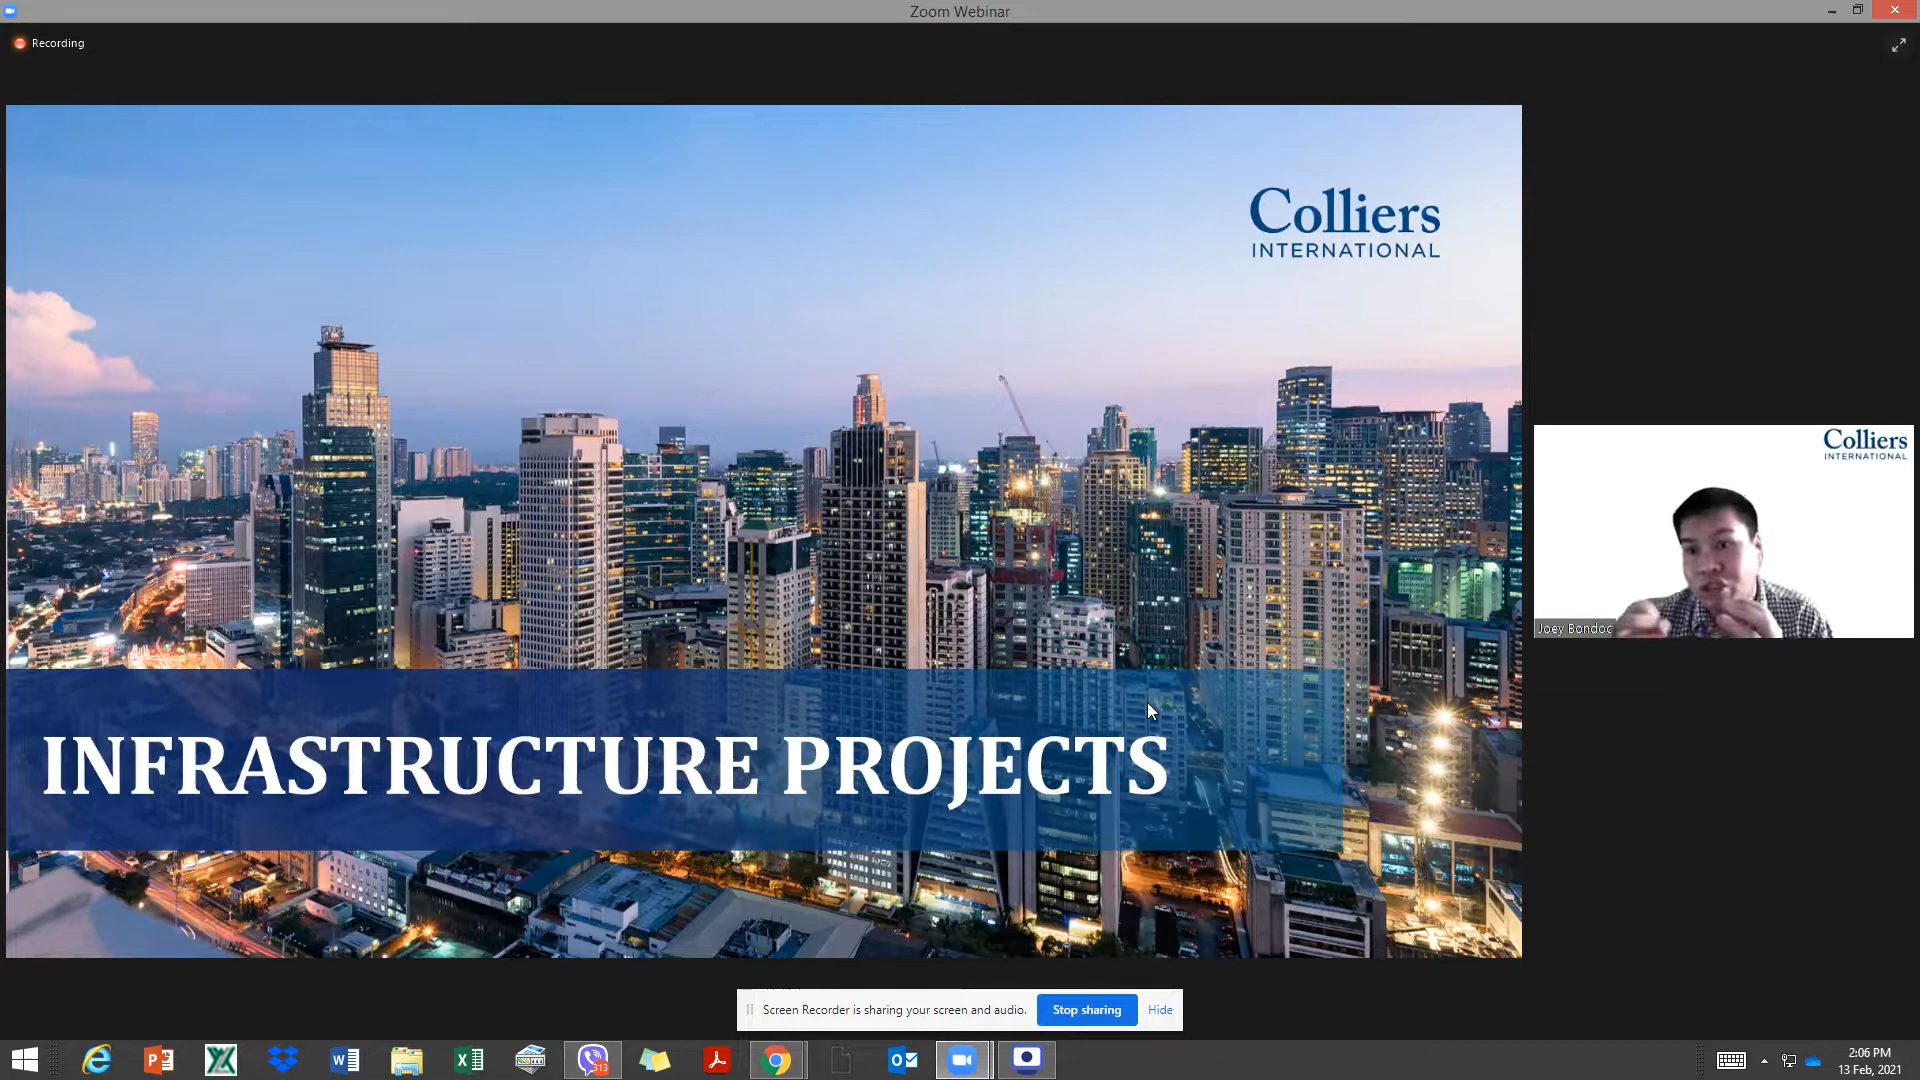 Zoom Webinar
Recording
Colliers
INTERNATIONAL
Colliers
INTERNATIONAL
Joey Bondoc
INFRASTRUCTURE PROJECTS
Screen Recorder is sharing your screen and audio.
Stop sharing
Hide
313
2:06 PM
13 Feb, 2021